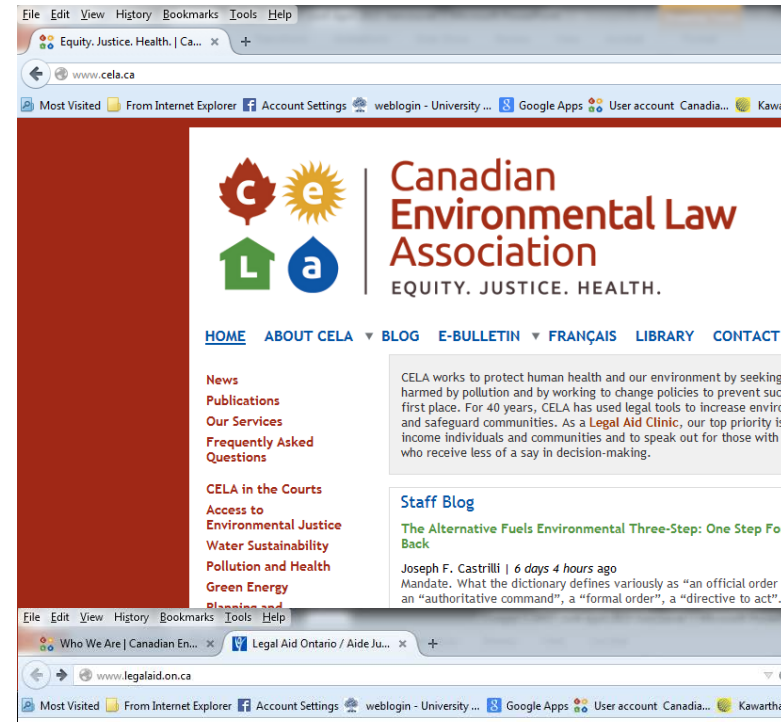 File Edit View History Bookmarks Tools Help
Equity. Justice. Health. | Ca... × +
www.cela.ca
Most Visited From Internet Explorer Account Settings weblogin - University ... Google Apps User account Canadia... Kawa
C e L a
Canadian
Environmental Law
Association
EQUITY. JUSTICE. HEALTH.
HOME ABOUT CELA BLOG E-BULLETIN FRANÇAIS LIBRARY CONTACT
News
Publications
Our Services
Frequently Asked
Questions
CELA in the Courts
Access to
Environmental Justice
Water Sustainability
Pollution and Health
Green Energy
Planning and
CELA works to protect human health and our environment by seeking
harmed by pollution and by working to change policies to prevent suc
first place. For 40 years, CELA has used legal tools to increase enviro
and safeguard communities. As a Legal Aid Clinic, our top priority is
income individuals and communities and to speak out for those with
who receive less of a say in decision-making.
Staff Blog
The Alternative Fuels Environmental Three-Step: One Step Fo
Back
Joseph F. Castrilli | 6 days 4 hours ago
Mandate. What the dictionary defines variously as “an official order
an “authoritative command”, a “formal order”, a “directive to act”.
File Edit View History Bookmarks Tools Help
Who We Are | Canadian En... × Legal Aid Ontario / Aide Ju... × +
www.legalaid.on.ca
Most Visited From Internet Explorer Account Settings weblogin - University ... Google Apps User account Canadia... Kawartha